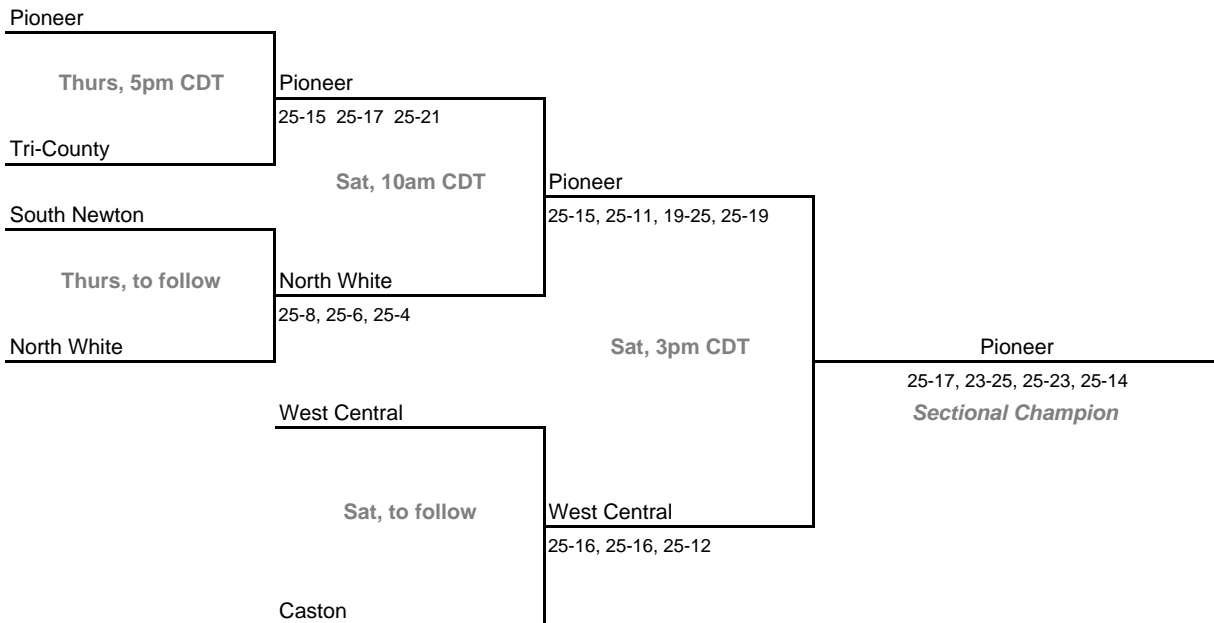 Pioneer
Thurs, 5pm CDT
Pioneer
25-15 25-17 25-21
Tri-County
Sat, 10am CDT
Pioneer
South Newton
25-15, 25-11, 19-25, 25-19
Thurs, to follow
North White
25-8, 25-6, 25-4
North White
Sat, 3pm CDT
Pioneer
25-17, 23-25, 25-23, 25-14
West Central
Sectional Champion
Sat, to follow
West Central
25-16, 25-16, 25-12
Caston